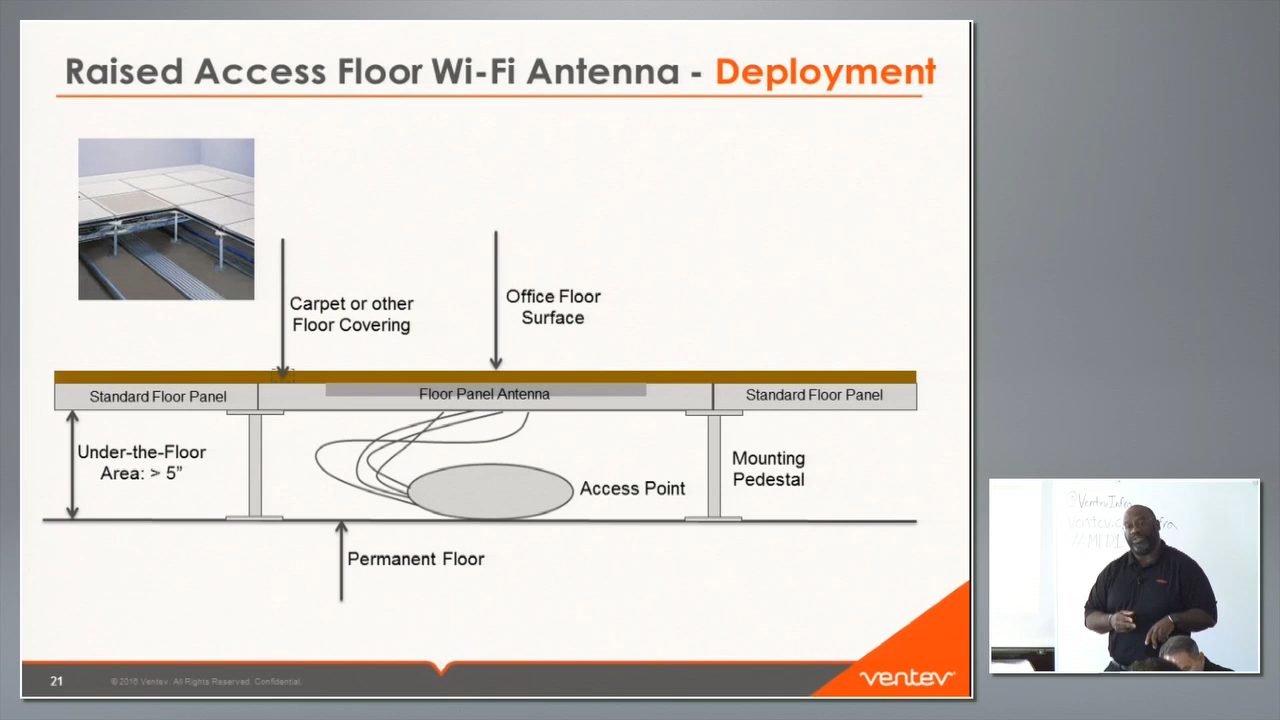 Raised Access Floor Wi-Fi Antenna - Deployment
Carpet or other
Floor Covering
Office Floor
Surface
Standard Floor Panel
Floor Panel Antenna
Standard Floor Panel
Under-the-Floor
Area: > 5”
Mounting
Pedestal
Access Point
Permanent Floor
21
© 2016 Ventev. All Rights Reserved. Confidential.
ventev
@VentevInfra